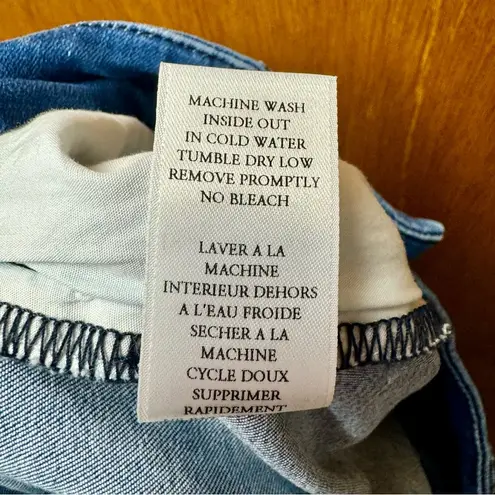 MACHINE WASH
INSIDE OUT
IN COLD WATER
TUMBLE DRY LOW
REMOVE PROMPTLY
NO BLEACH
LAVER A LA
MACHINE
INTERIEUR DEHORS
A L'EAU FROIDE
SECHER A LA
MACHINE
CYCLE DOUX
SUPPRIMER
RAPIDEMENT